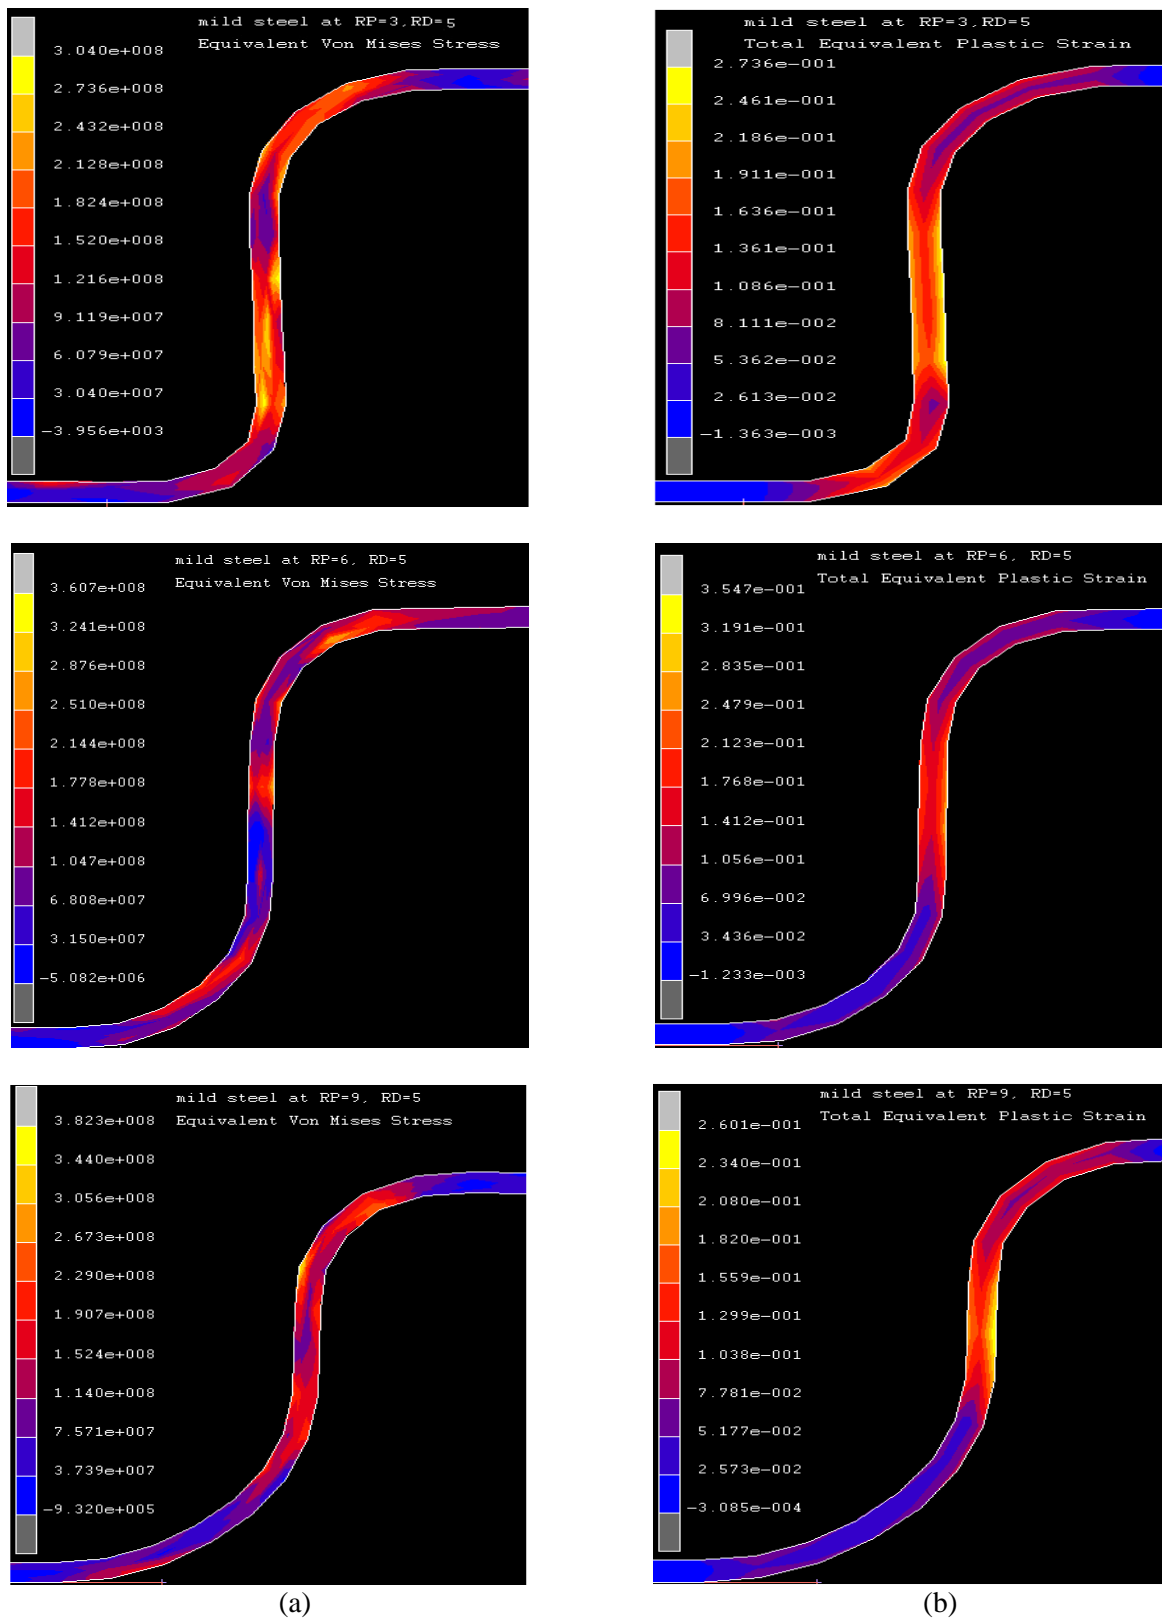 mild steel at RP=3,RD=5
Equivalent Von Mises Stress
3.040e+008
2.736e+008
2.432e+008
2.128e+008
1.824e+008
1.520e+008
1.216e+008
9.119e+007
6.079e+007
3.040e+007
-3.956e+003
mild steel at RP=3,RD=5
Total Equivalent Plastic Strain
2.736e-001
2.461e-001
2.186e-001
1.911e-001
1.636e-001
1.361e-001
1.086e-001
8.111e-002
5.362e-002
2.613e-002
-1.363e-003
mild steel at RP=6, RD=5
Equivalent Von Mises Stress
3.607e+008
3.241e+008
2.876e+008
2.510e+008
2.144e+008
1.778e+008
1.412e+008
1.047e+008
6.808e+007
3.150e+007
-5.082e+006
mild steel at RP=6, RD=5
Total Equivalent Plastic Strain
3.547e-001
3.191e-001
2.835e-001
2.479e-001
2.123e-001
1.768e-001
1.412e-001
1.056e-001
6.996e-002
3.436e-002
-1.233e-003
mild steel at RP=9, RD=5
Equivalent Von Mises Stress
3.823e+008
3.440e+008
3.056e+008
2.673e+008
2.290e+008
1.907e+008
1.524e+008
1.140e+008
7.571e+007
3.739e+007
-9.320e+005
mild steel at RP=9, RD=5
Total Equivalent Plastic Strain
2.601e-001
2.340e-001
2.080e-001
1.820e-001
1.559e-001
1.299e-001
1.038e-001
7.781e-002
5.177e-002
2.573e-002
-3.085e-004
(a)
(b)